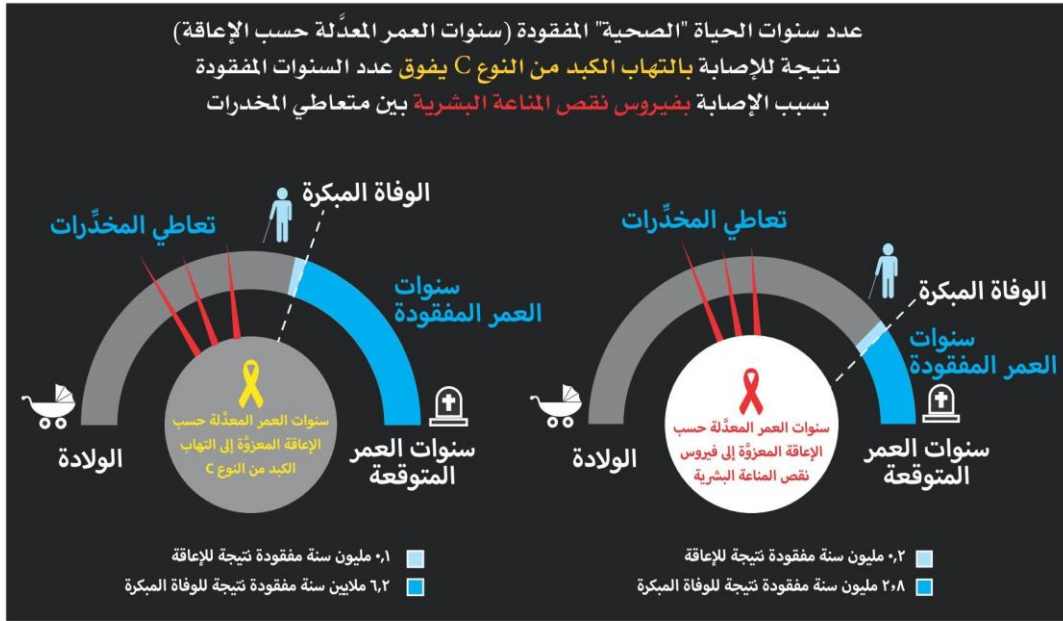 عدد سنوات الحياة "الصحية" المفقودة (سنوات العمر المعدَّلة حسب الإعاقة)
نتيجة للإصابة بالتهاب الكبد من النوع C يفوق عدد السنوات المفقودة
بسبب الإصابة بفيروس نقص المناعة البشرية بين متعاطي المخدرات
تعاطي المخدِّرات
الوفاة المبكرة
سنوات
العمر المفقودة
سنوات العمر المعدَّلة حسب
الإعاقة المعزوَّة إلى فيروس
نقص المناعة البشرية
الولادة
سنوات العمر
المتوقعة
٠,٢ مليون سنة مفقودة نتيجة للإعاقة
٢,٨ مليون سنة مفقودة نتيجة للوفاة المبكرة
الوفاة المبكرة
تعاطي المخدِّرات
سنوات
العمر المفقودة
سنوات العمر المعدَّلة حسب
الإعاقة المعزوَّة إلى التهاب
الكبد من النوع C
الولادة
سنوات العمر
المتوقعة
٠,١ مليون سنة مفقودة نتيجة للإعاقة
٦,٢ ملايين سنة مفقودة نتيجة للوفاة المبكرة